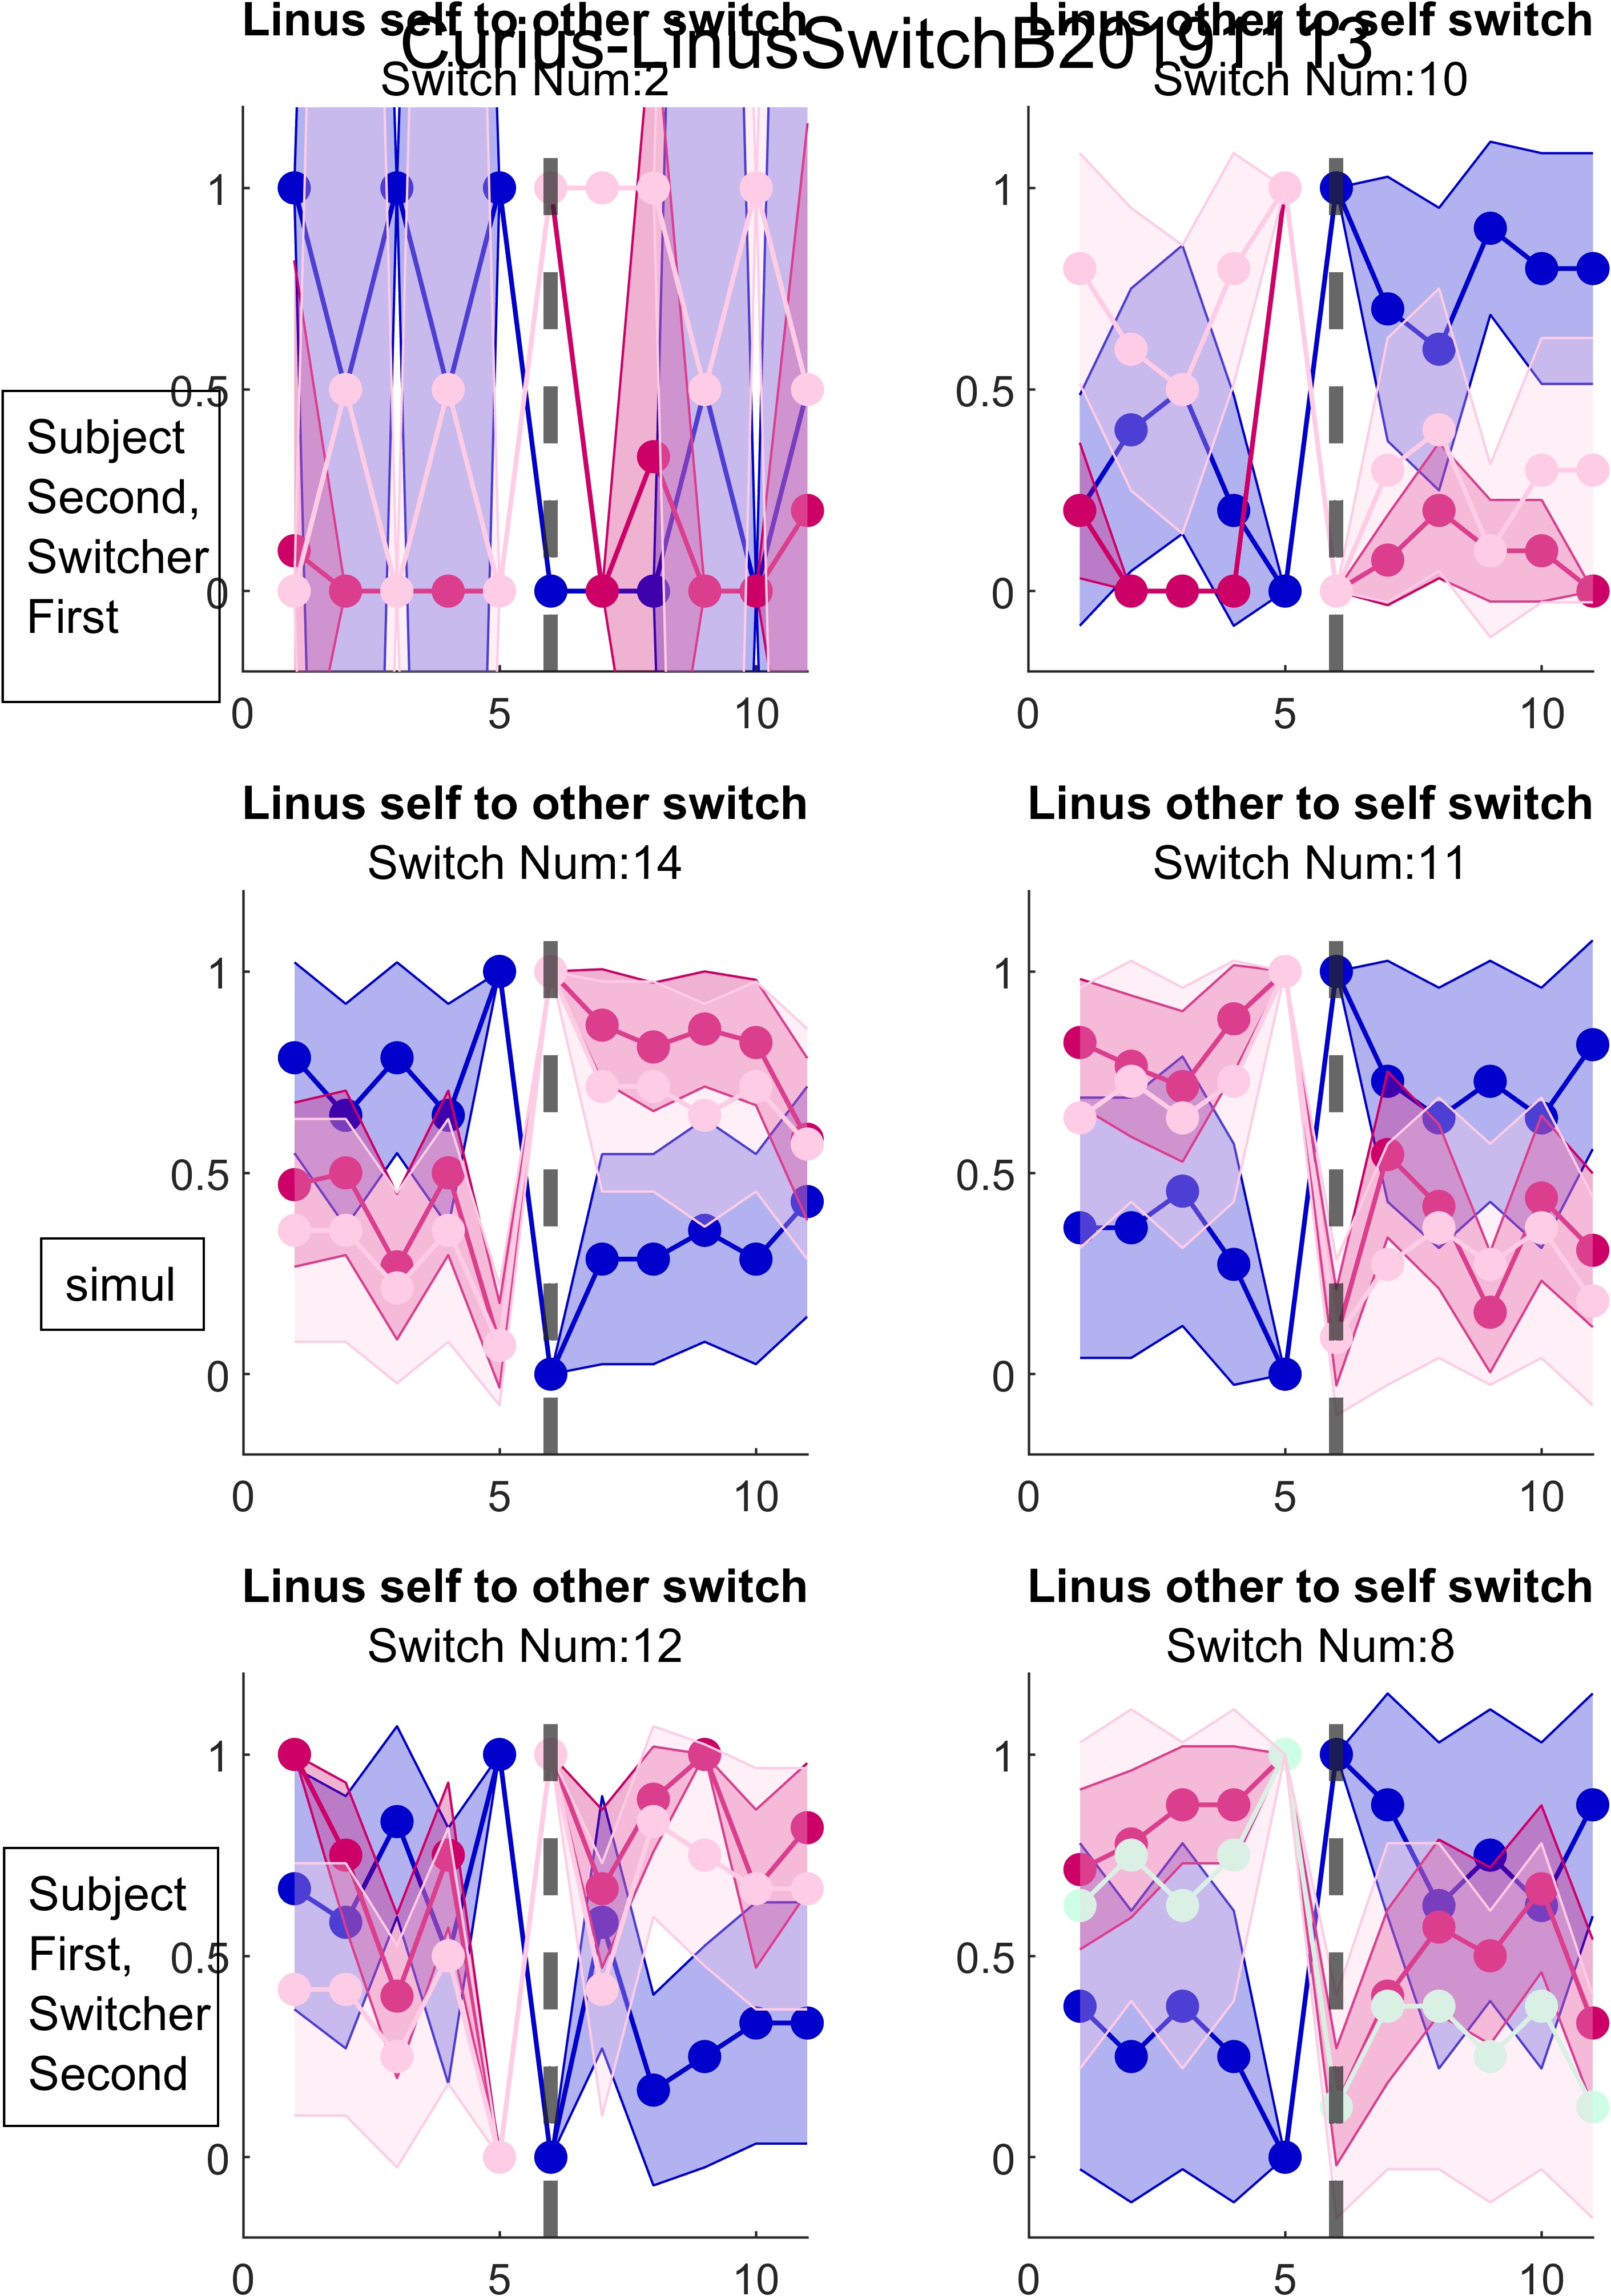 Curius-LinusSwitchB20191113
Linus self to other switch
Switch Num:2
1
0.5
0
0
5
10
Linus other to self switch
Switch Num:10
1
0.5
0
0
5
10
Subject
Second,
Switcher
First
Linus self to other switch
Switch Num:14
1
0.5
0
0
5
10
Linus other to self switch
Switch Num:11
1
0.5
0
0
5
10
simul
Linus self to other switch
Switch Num:12
1
0.5
0
0
5
10
Linus other to self switch
Switch Num:8
1
0.5
0
0
5
10
Subject
First,
Switcher
Second